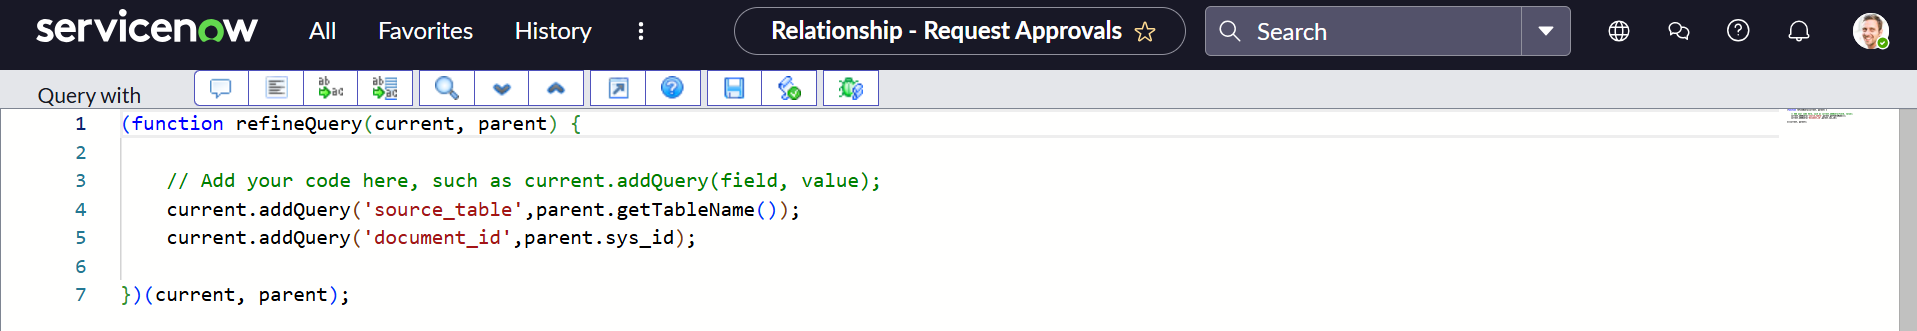 servicenow All Favorites History Relationship - Request Approvals Search
Query with
1 (function refineQuery(current, parent) {
2
3 // Add your code here, such as current.addQuery(field, value);
4 current.addQuery('source_table',parent.getTableName());
5 current.addQuery('document_id',parent.sys_id);
6
7 })(current, parent);